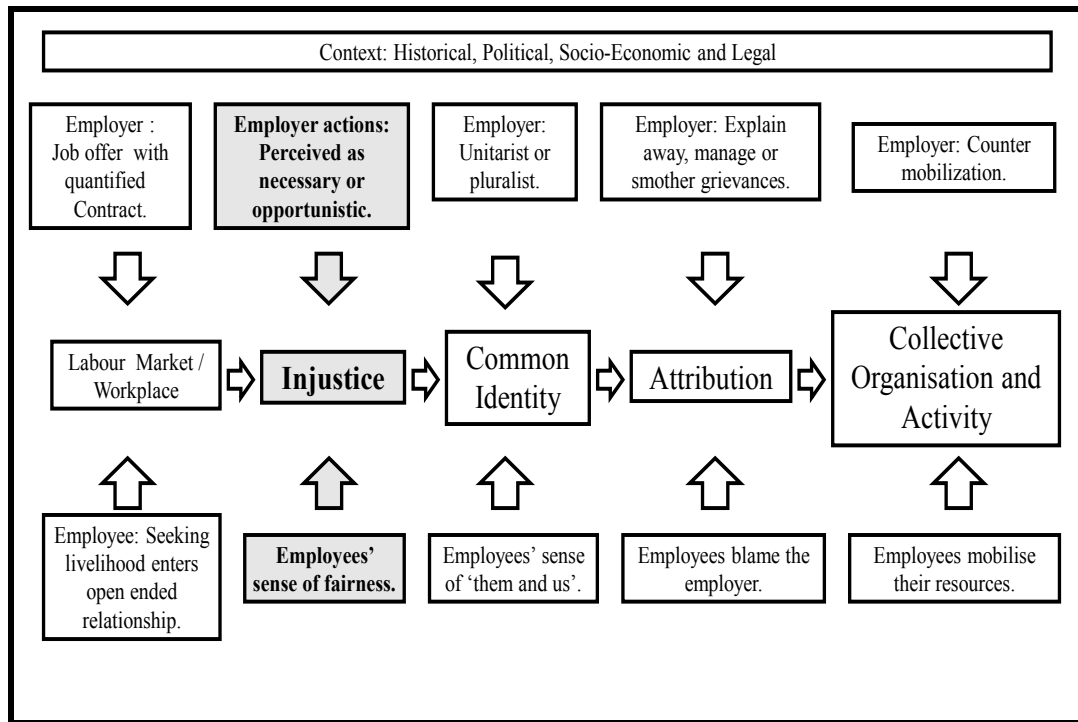 Context: Historical, Political, Socio-Economic and Legal
Employer :
Job offer with
quantified
Contract.
Employer actions:
Perceived as
necessary or
opportunistic.
Employer:
Unitarist or
pluralist.
Employer: Explain
away, manage or
smother grievances.
Employer: Counter
mobilization.
Labour Market /
Workplace
Injustice
Common
Identity
Attribution
Collective
Organisation and
Activity
Employee: Seeking
livelihood enters
open ended
relationship.
Employees’
sense of fairness.
Employees’ sense
of ‘them and us’.
Employees blame the
employer.
Employees mobilise
their resources.